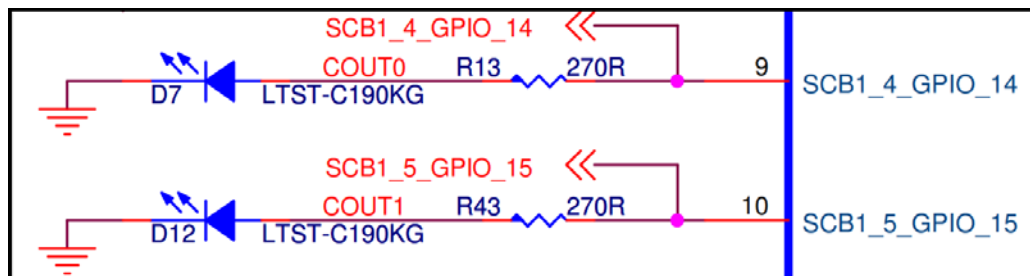 SCB1_4_GPIO_14
COUT0 R13 270R 9
D7 LTST-C190KG SCB1_4_GPIO_14
SCB1_5_GPIO_15
COUT1 R43 270R 10
D12 LTST-C190KG SCB1_5_GPIO_15